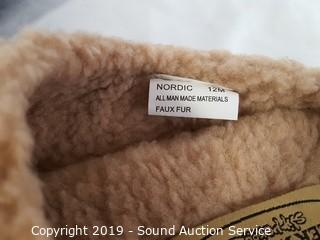 NORDIC 12M
ALL MAN MADE MATERIALS
FAUX FUR
Copyright 2019 - Sound Auction Service